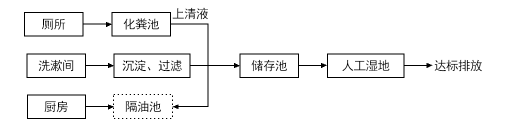 厕所
化粪池
上清液
洗漱间
沉淀、过滤
储存池
人工湿地
达标排放
厨房
隔油池